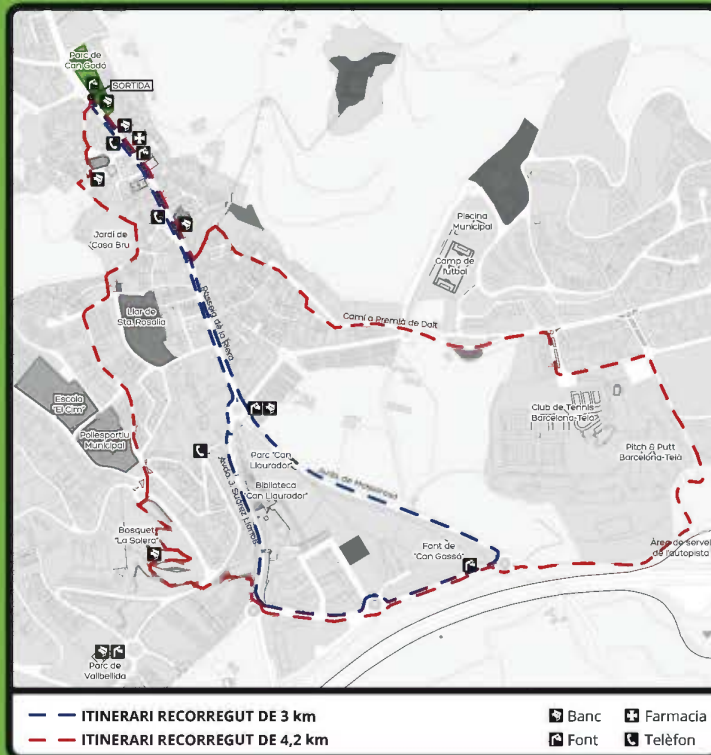 Parc de
Can Godó
SORTIDA
Jardí de
Casa Bru
Piscina
Municipal
Camp de
futbol
Llar de
Sta. Rosalia
Passeig de la Riera
Camí a Premià de Dalt
Escola
"El Cim"
Poliesportiu
Municipal
Club de Tennis
Barcelona-Teià
Pitch & Putt
Barcelona-Teià
Parc "Can
Llaurador"
Biblioteca
"Can Llaurador"
Avda. J. Suárez Llanos
Bosquet
"La Solera"
Font de
"Can Gassó"
Àrea de servei
de l'autopista
Parc de
Vallbellida
ITINERARI RECORREGUT DE 3 km
ITINERARI RECORREGUT DE 4,2 km
Banc
Farmacia
Font
Telèfon